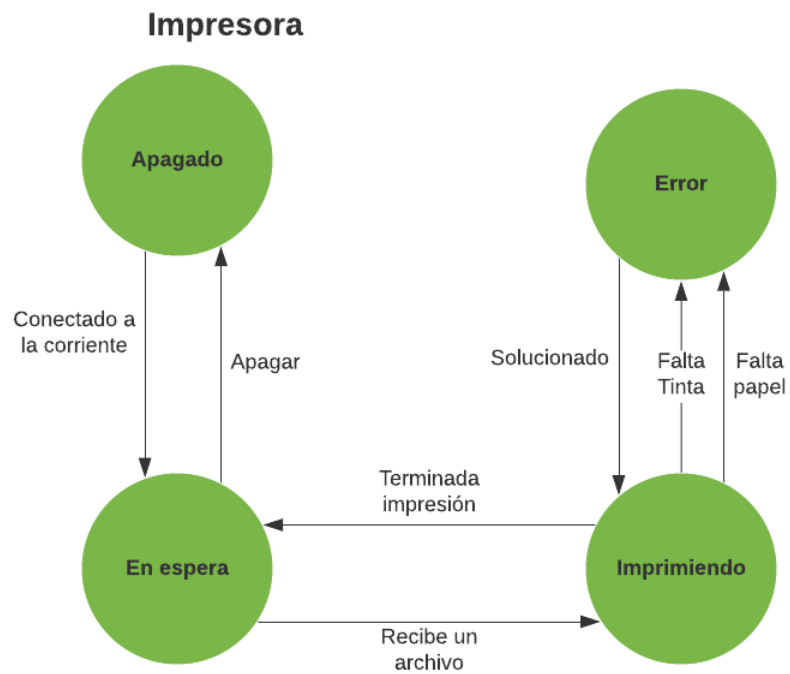 Impresora
Apagado
Error
Conectado a
la corriente
Apagar
Solucionado
Falta
Tinta
Falta
papel
Terminada
impresión
En espera
Imprimiendo
Recibe un
archivo